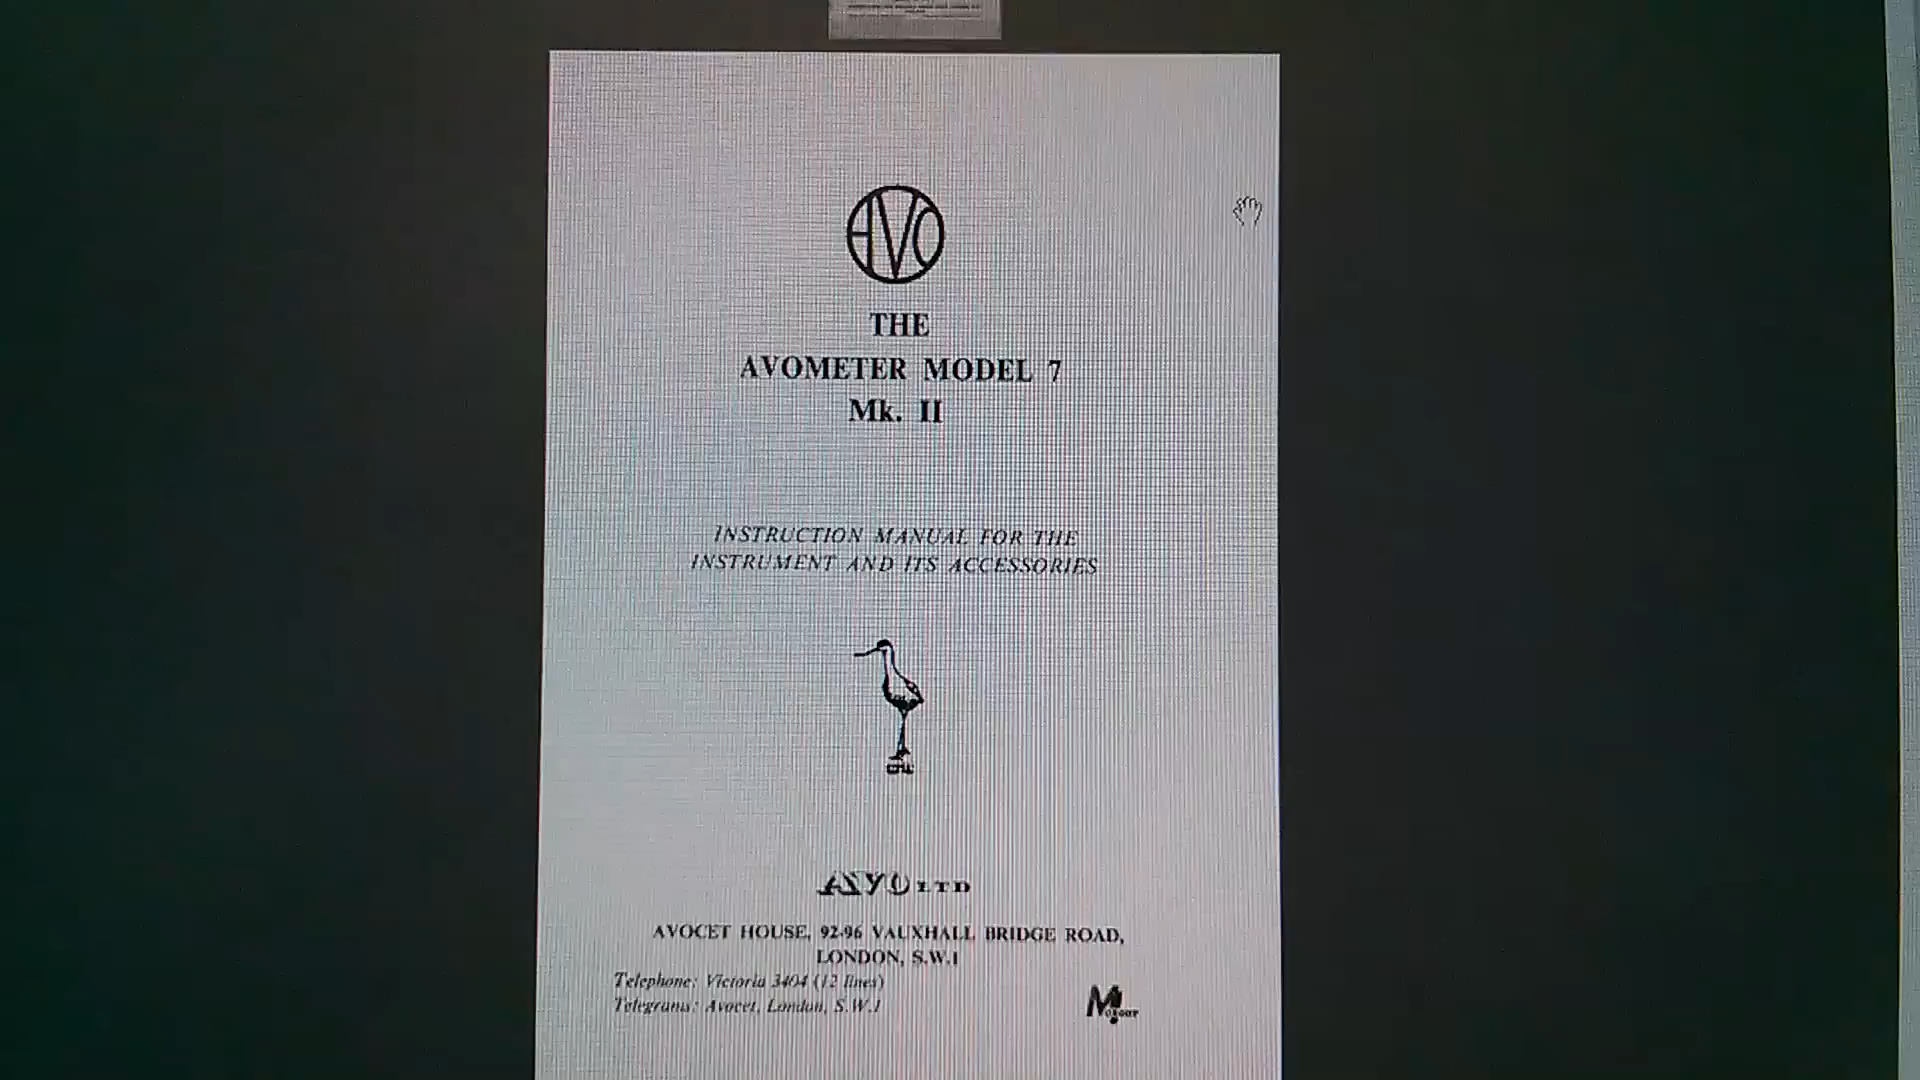 AVO
THE
AVOMETER MODEL 7
Mk. II
INSTRUCTION MANUAL FOR THE
INSTRUMENT AND ITS ACCESSORIES
AVO LTD
AVOCET HOUSE, 92-96 VAUXHALL BRIDGE ROAD,
LONDON, S.W.1
Telephone: Victoria 3404 (12 lines)
Telegrams: Avocet, London, S.W.1